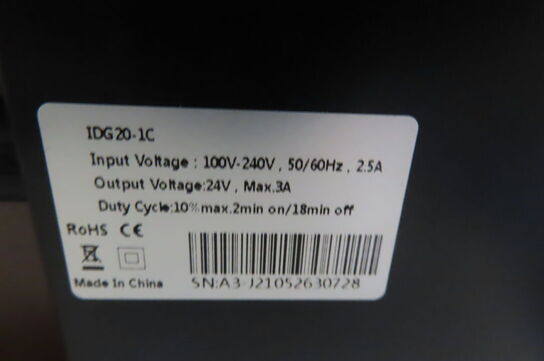 IDG20-1C
Input Voltage : 100V-240V , 50/60Hz , 2.5A
Output Voltage:24V , Max.3A
Duty Cycle:10% max.2min on/18min off
RoHS CE
Made In China
SN:A3-J21052630728